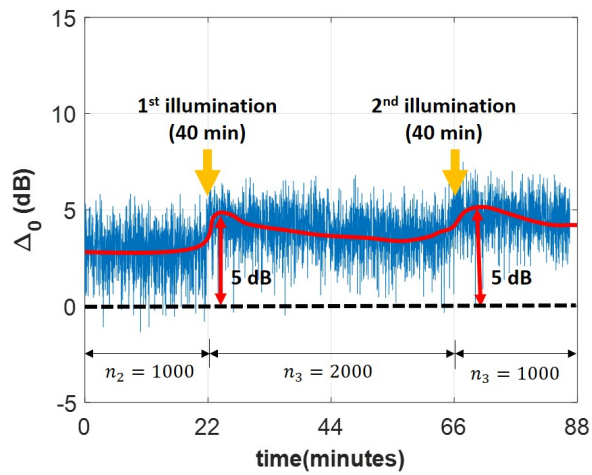 15
10
5
0
-5
Δ₀ (dB)
1st illumination
(40 min)
2nd illumination
(40 min)
5 dB
5 dB
n₂ = 1000
n₃ = 2000
n₃ = 1000
0
22
44
66
88
time(minutes)